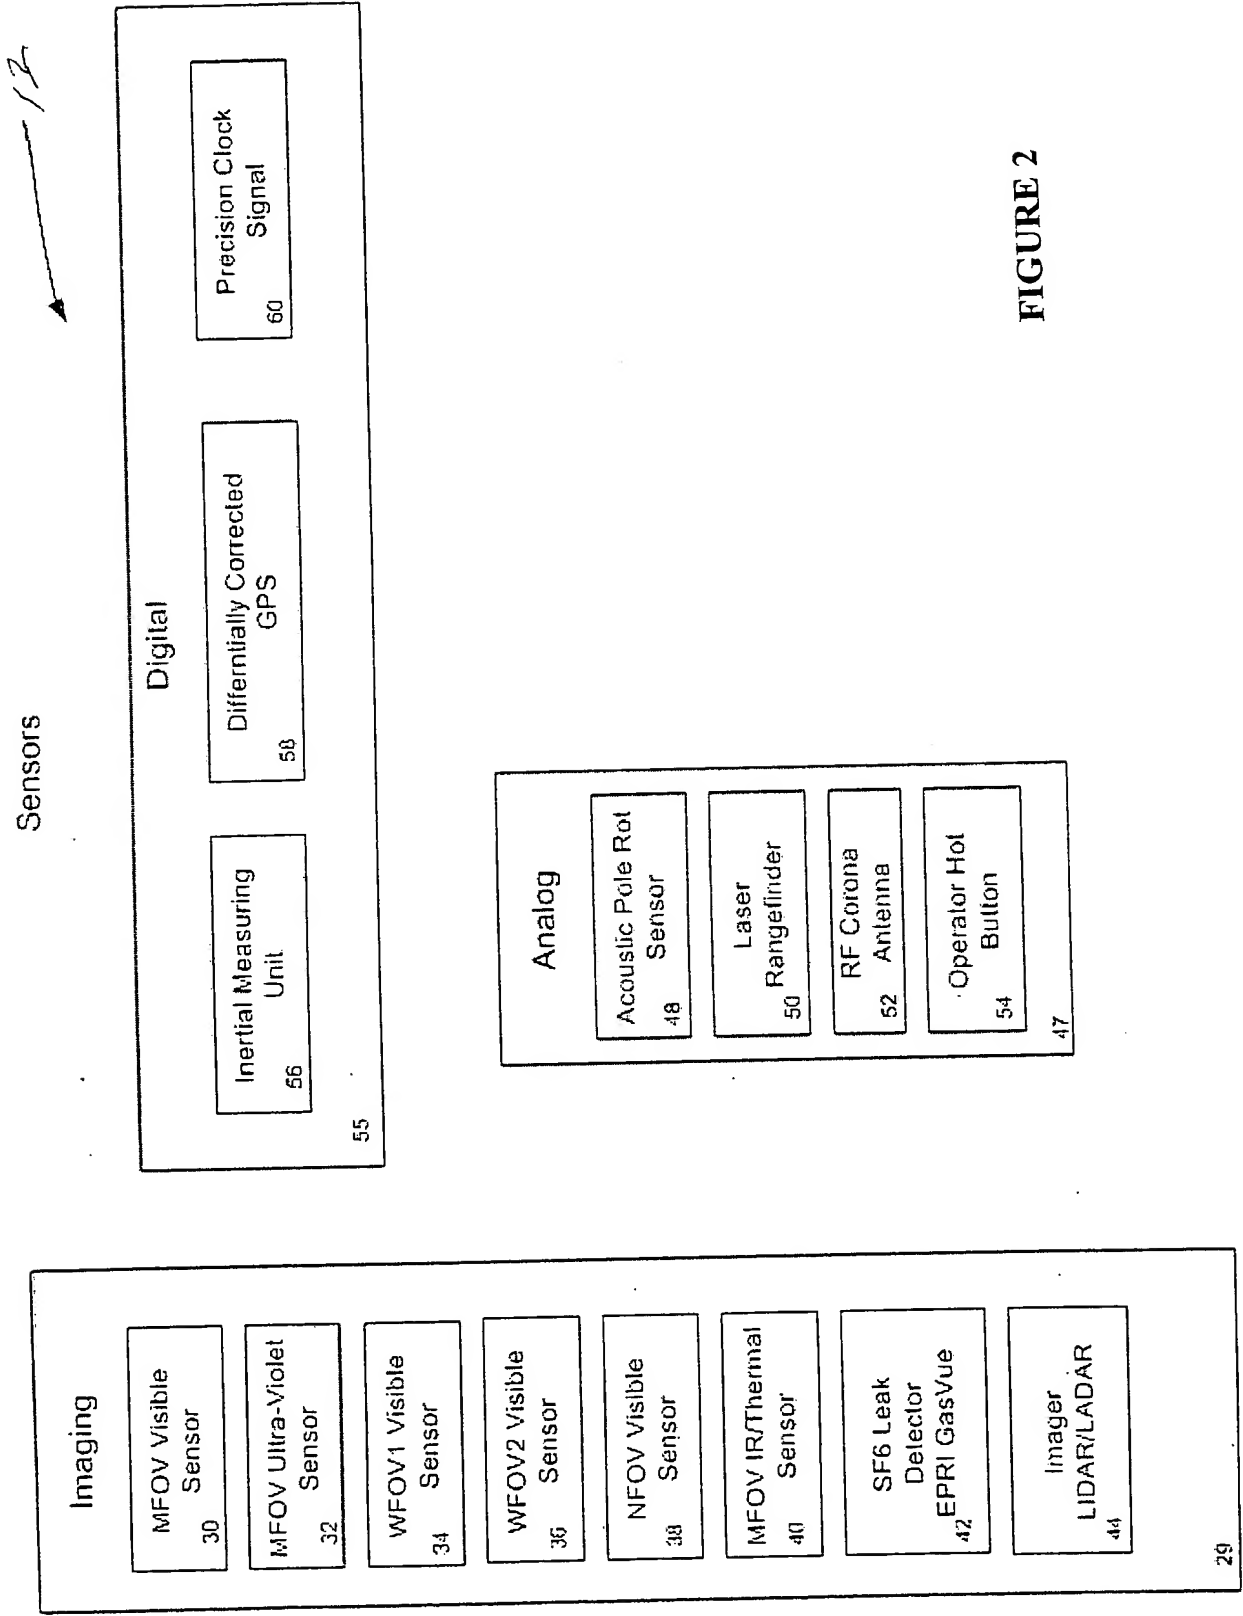 Sensors
12
Imaging
MFOV Visible
Sensor
30
MFOV Ultra-Violet
Sensor
32
WFOV1 Visible
Sensor
34
WFOV2 Visible
Sensor
36
NFOV Visible
Sensor
38
MFOV IR/Thermal
Sensor
40
SF6 Leak
Detector
EPRI GasVue
42
Imager
LIDAR/LADAR
44
29
Digital
Inertial Measuring
Unit
56
Differntially Corrected
GPS
58
Precision Clock
Signal
60
55
Analog
Acoustic Pole Rot
Sensor
48
Laser
Rangefinder
50
RF Corona
Antenna
52
Operator Hot
Button
54
47
FIGURE 2